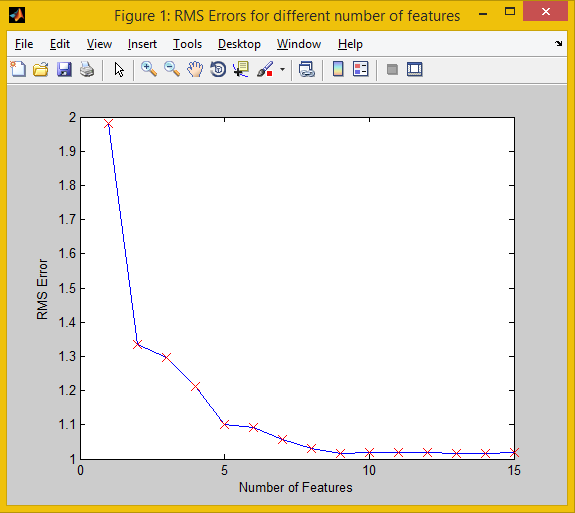 Figure 1: RMS Errors for different number of features
File Edit View Insert Tools Desktop Window Help
2
1.9
1.8
1.7
1.6
1.5
1.4
1.3
1.2
1.1
1
RMS Error
0 5 10 15
Number of Features